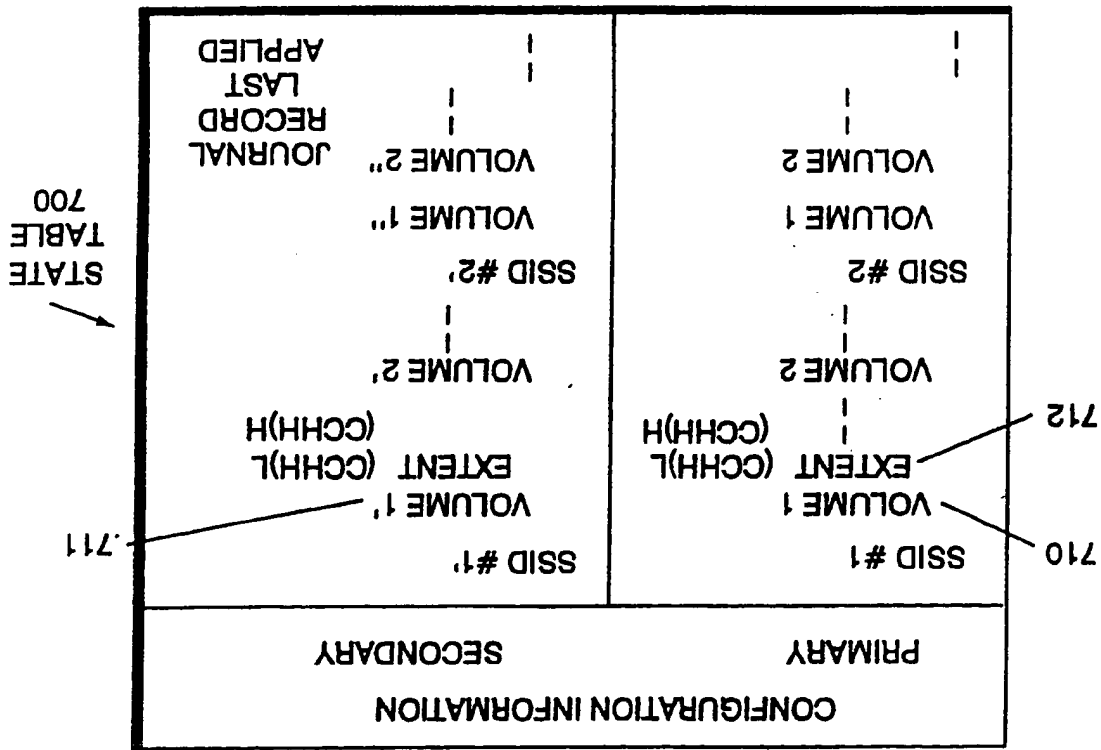 CONFIGURATION INFORMATION
PRIMARY
SECONDARY
710
SSID #1
VOLUME 1
712
EXTENT (CCHH)L
(CCHH)H
VOLUME 2
SSID #2
VOLUME 1
VOLUME 2
SSID #1'
711
VOLUME 1'
EXTENT (CCHH)L
(CCHH)H
VOLUME 2'
SSID #2'
VOLUME 1"
VOLUME 2"
JOURNAL
RECORD
LAST
APPLIED
STATE
TABLE
700